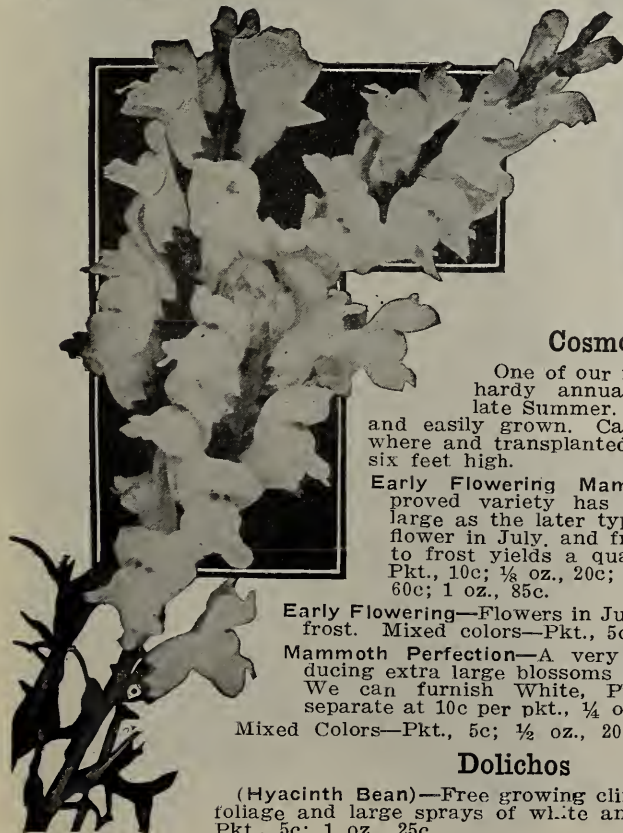 Cosmo
One of our
hardy annua
late Summer.
and easily grown. Ca
where and transplanted
six feet high.
Early Flowering Mam
proved variety has
large as the later typ
flower in July, and fr
to frost yields a qua
Pkt., 10c; ⅛ oz., 20c;
60c; 1 oz., 85c.
Early Flowering—Flowers in Ju
frost. Mixed colors—Pkt., 5c
Mammoth Perfection—A very
ducing extra large blossoms
We can furnish White, P
separate at 10c per pkt., ¼ o
Mixed Colors—Pkt., 5c; ½ oz., 20
Dolichos
(Hyacinth Bean)—Free growing cli
foliage and large sprays of white an
Pkt., 5c; 1 oz., 25c.